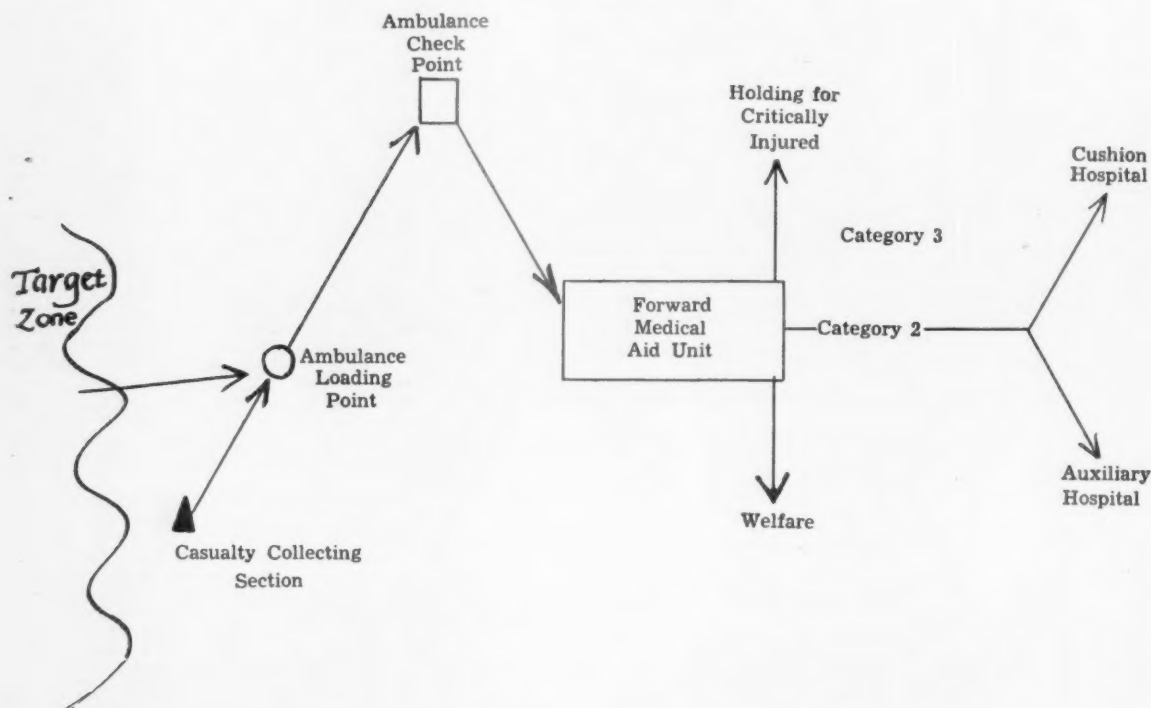 Ambulance
Check
Point
Holding for
Critically
Injured
Cushion
Hospital
Category 3
Target
Zone
Forward
Medical
Aid Unit
Category 2
Ambulance
Loading
Point
Auxiliary
Hospital
Welfare
Casualty Collecting
Section